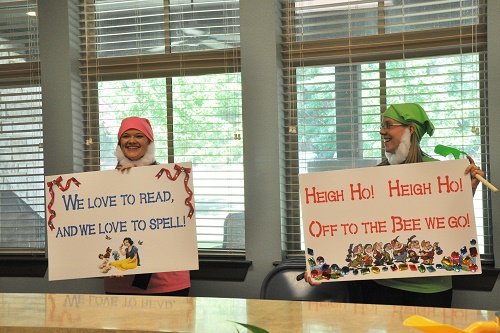 We love to read,
and we love to spell!
Heigh Ho! Heigh Ho!
Off to the Bee we go!